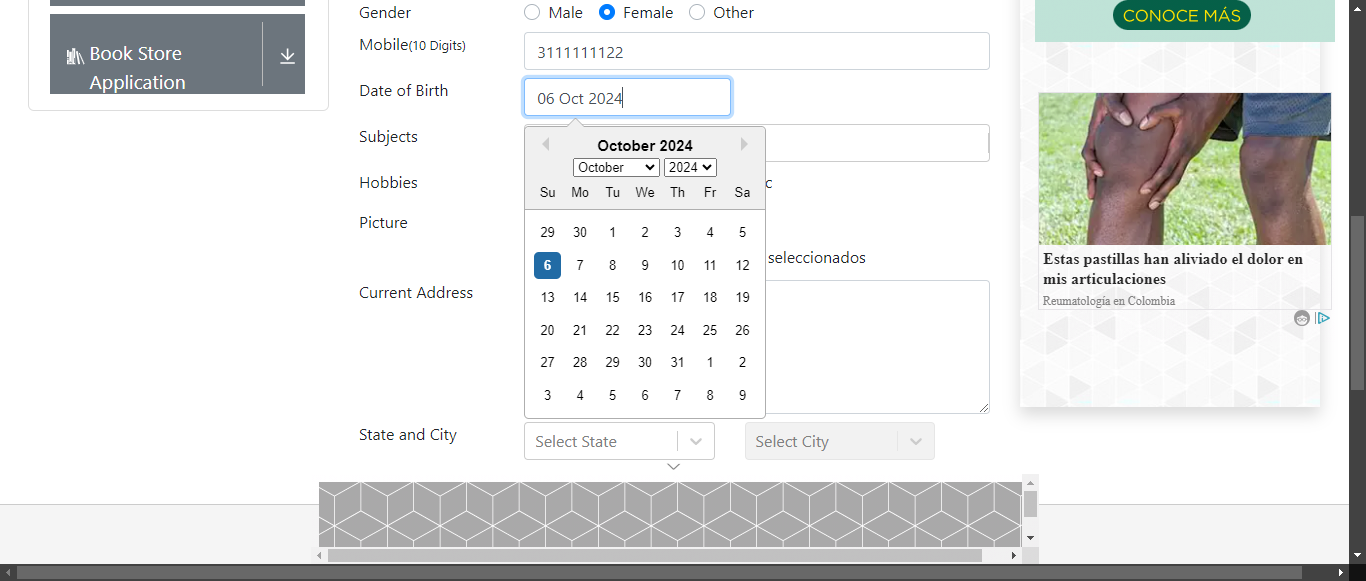 Gender
Male Female Other
Mobile(10 Digits)
3111111122
Date of Birth
06 Oct 2024
Subjects
Hobbies
c
Picture
seleccionados
Current Address
State and City
Select State
Select City
October 2024
October 2024
Su Mo Tu We Th Fr Sa
29 30 1 2 3 4 5
6 7 8 9 10 11 12
13 14 15 16 17 18 19
20 21 22 23 24 25 26
27 28 29 30 31 1 2
3 4 5 6 7 8 9
Book Store
Application
CONOCE MÁS
Estas pastillas han aliviado el dolor en
mis articulaciones
Reumatología en Colombia